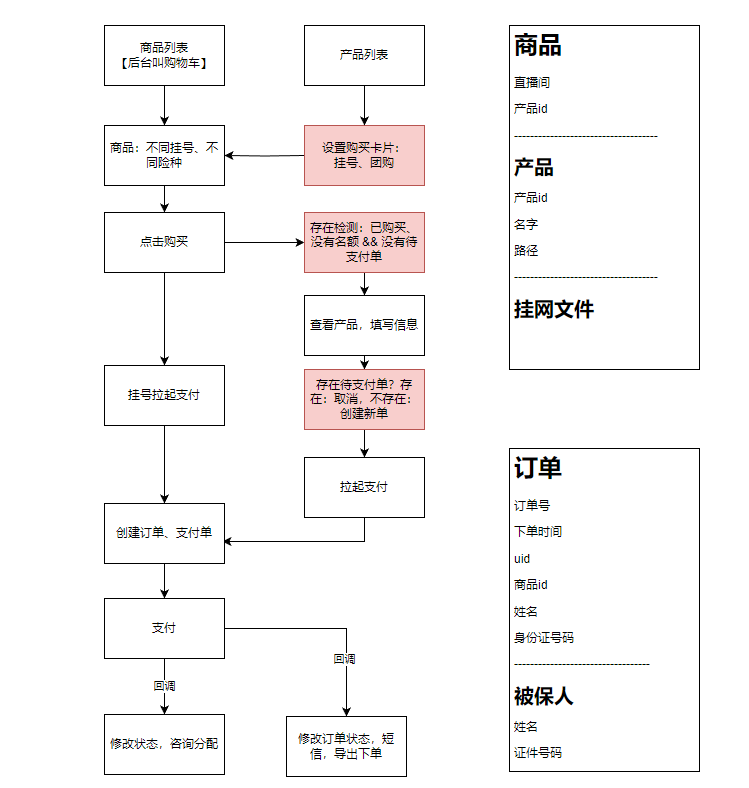 商品列表
【后台叫购物车】
产品列表
商品：不同挂号、不
同险种
设置购买卡片：
挂号、团购
点击购买
存在检测：已购买、
没有名额 && 没有待
支付单
查看产品，填写信息
挂号拉起支付
存在待支付单？存
在：取消，不存在：
创建新单
拉起支付
创建订单、支付单
支付
回调
回调
修改状态，咨询分配
修改订单状态，短
信，导出下单
商品
直播间
产品id
------------------------------------
产品
产品id
名字
路径
------------------------------------
挂网文件
订单
订单号
下单时间
uid
商品id
姓名
身份证号码
----------------------------------
被保人
姓名
证件号码